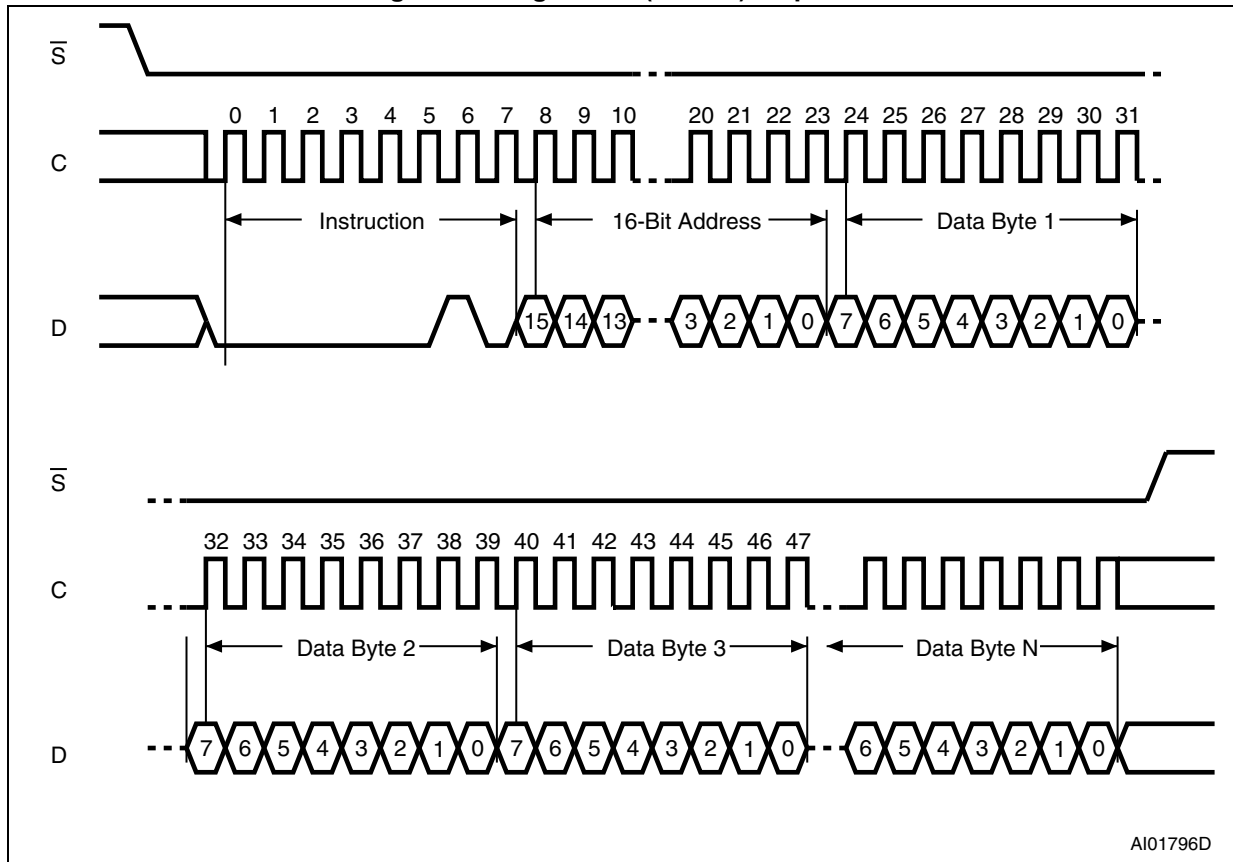 S
0 1 2 3 4 5 6 7 8 9 10 20 21 22 23 24 25 26 27 28 29 30 31
C
Instruction 16-Bit Address Data Byte 1
D 15 14 13 3 2 1 0 7 6 5 4 3 2 1 0
S
32 33 34 35 36 37 38 39 40 41 42 43 44 45 46 47
C
Data Byte 2 Data Byte 3 Data Byte N
D 7 6 5 4 3 2 1 0 7 6 5 4 3 2 1 0 6 5 4 3 2 1 0
AI01796D